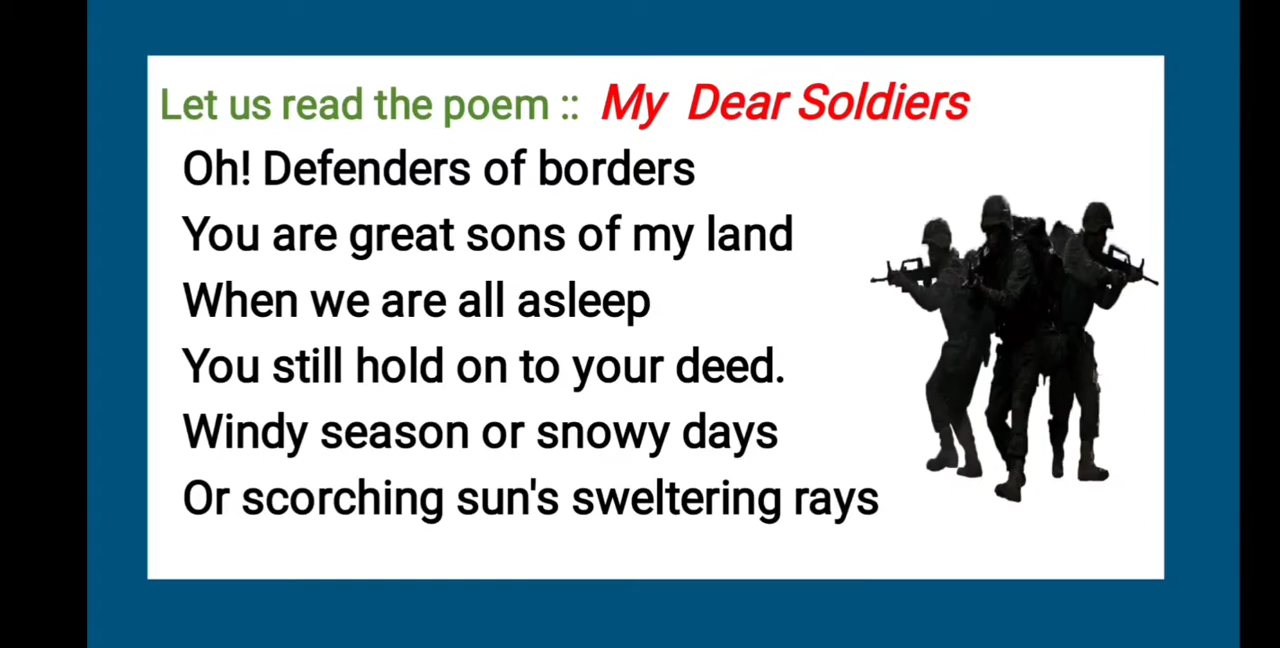 Let us read the poem :: My Dear Soldiers
Oh! Defenders of borders
You are great sons of my land
When we are all asleep
You still hold on to your deed.
Windy season or snowy days
Or scorching sun's sweltering rays